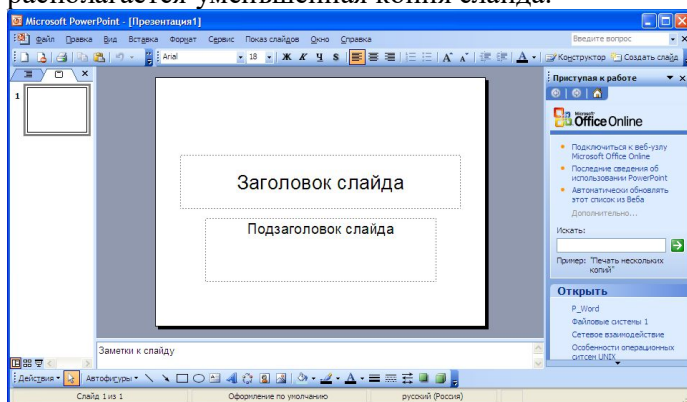 располагается уменьшенная копия слайда.
Microsoft PowerPoint - [Презентация1]
Файл Правка Вид Вставка Формат Сервис Показ слайдов Окно Справка
Введите вопрос
Arial 18 Ж К Ч S Конструктор Создать слайд
Приступая к работе
1
Microsoft
Office Online
Подключиться к веб-узлу
Microsoft Office Online
Последние сведения об
использовании PowerPoint
Автоматически обновлять
этот список из Веба
Дополнительно...
Искать:
Пример: "Печать нескольких
копий"
Заголовок слайда
Подзаголовок слайда
Открыть
P_Word
Файловые системы 1
Сетевое взаимодействие
Особенности операционных
систем UNIX
Заметки к слайду
Действия Автофигуры
Слайд 1 из 1 Оформление по умолчанию русский (Россия)